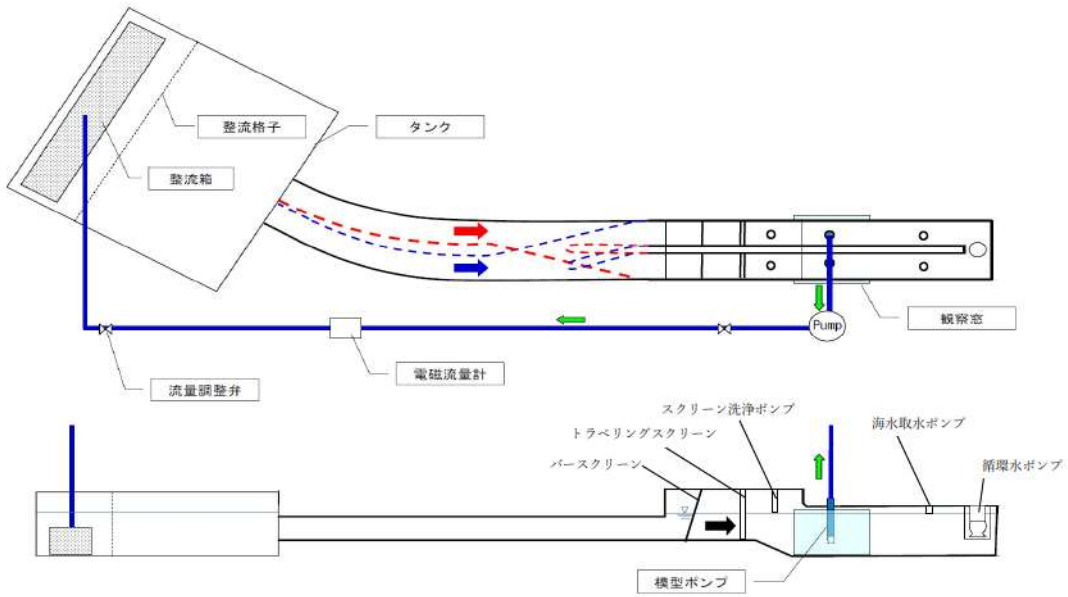 整流格子
タンク
整流箱
Pump
観察窓
電磁流量計
流量調整弁
スクリーン洗浄ポンプ
海水取水ポンプ
トラベリングスクリーン
バースクリーン
循環水ポンプ
模型ポンプ